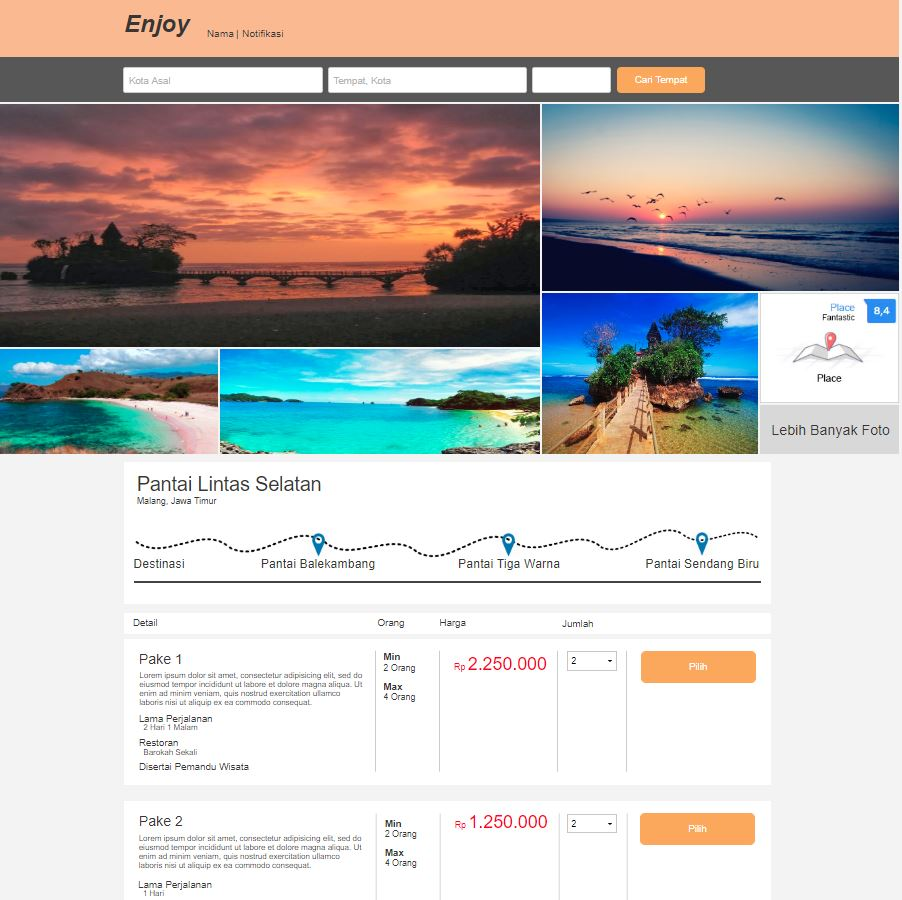 Enjoy
Nama | Notifikasi
Kota Asal
Tempat, Kota
Cari Tempat
Place
Fantastic
8,4
Place
Lebih Banyak Foto
Pantai Lintas Selatan
Malang, Jawa Timur
Destinasi
Pantai Balekambang
Pantai Tiga Warna
Pantai Sendang Biru
Detail
Orang
Harga
Jumlah
Pake 1
Lorem ipsum dolor sit amet, consectetur adipisicing elit, sed do
eiusmod tempor incididunt ut labore et dolore magna aliqua. Ut
enim ad minim veniam, quis nostrud exercitation ullamco
laboris nisi ut aliquip ex ea commodo consequat.
Lama Perjalanan
2 Hari 1 Malam
Restoran
Barokah Sekali
Disertai Pemandu Wisata
Min
2 Orang
Max
4 Orang
Rp 2.250.000
2
Pilih
Pake 2
Lorem ipsum dolor sit amet, consectetur adipisicing elit, sed do
eiusmod tempor incididunt ut labore et dolore magna aliqua. Ut
enim ad minim veniam, quis nostrud exercitation ullamco
laboris nisi ut aliquip ex ea commodo consequat.
Lama Perjalanan
1 Hari
Min
2 Orang
Max
4 Orang
Rp 1.250.000
2
Pilih